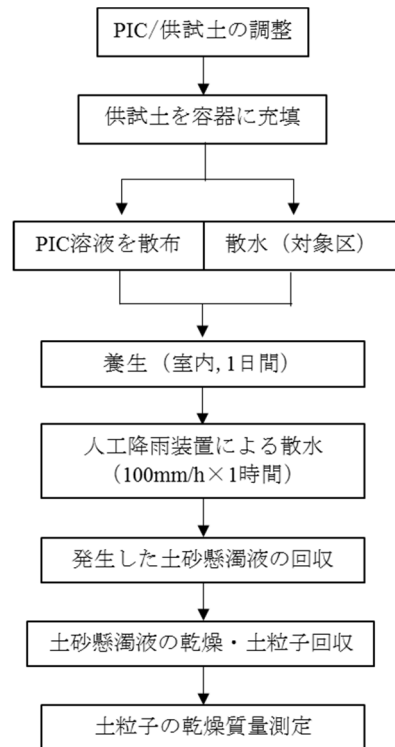 PIC/供試土の調整
供試土を容器に充填
PIC溶液を散布
散水（対象区）
養生（室内, 1日間）
人工降雨装置による散水
（100mm/h×1時間）
発生した土砂懸濁液の回収
土砂懸濁液の乾燥・土粒子回収
土粒子の乾燥質量測定